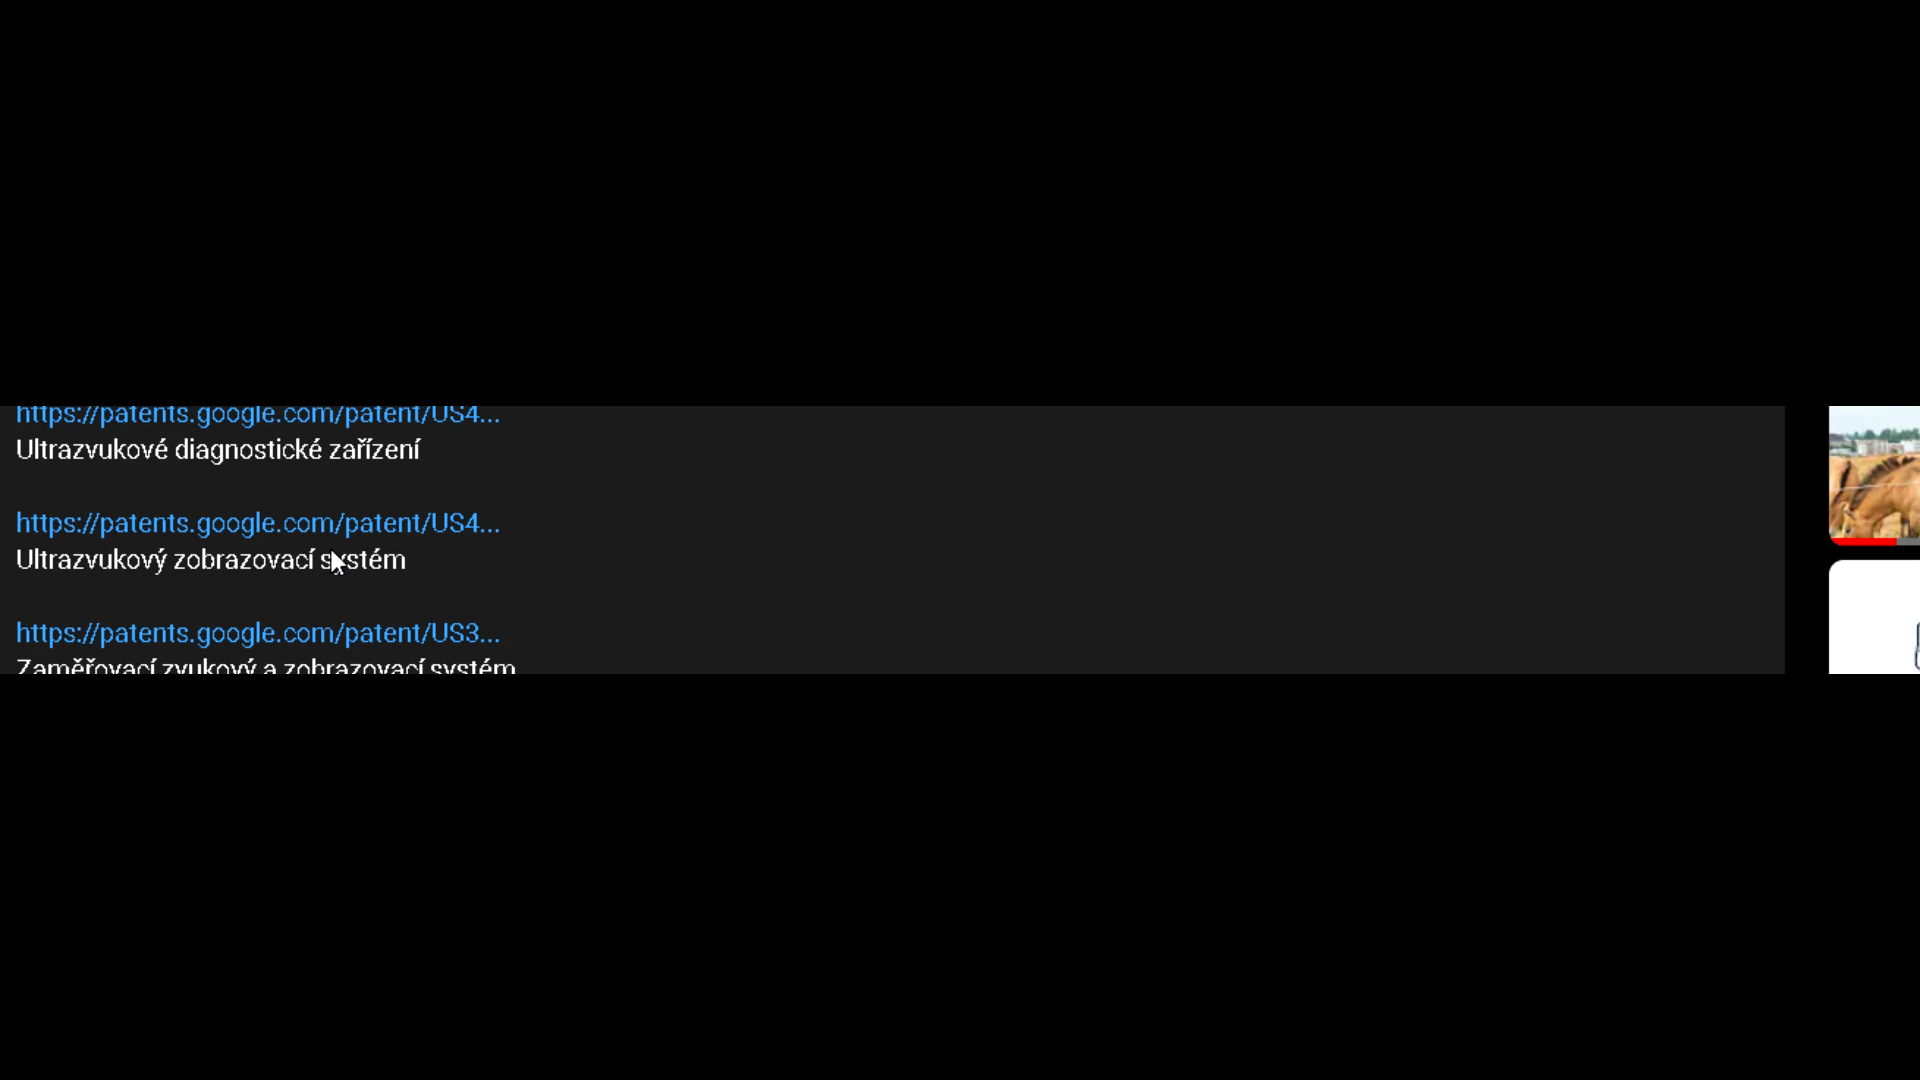 https://patents.google.com/patent/US4...
Ultrazvukové diagnostické zařízení
https://patents.google.com/patent/US4...
Ultrazvukový zobrazovací systém
https://patents.google.com/patent/US3...
Zaměřovací zvukový a zobrazovací systém